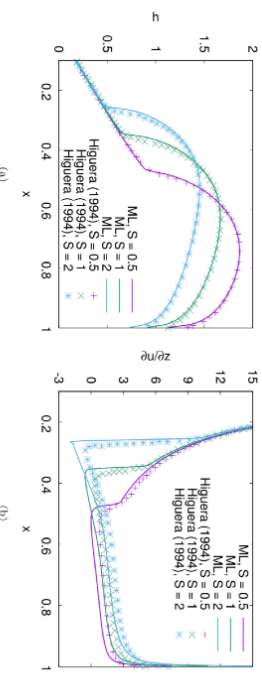 h
2
1.5
1
0.5
0
0.2
0.4
0.6
0.8
1
x
ML, S = 0.5
ML, S = 1
ML, S = 2
Higuera (1994), S = 0.5
Higuera (1994), S = 1
Higuera (1994), S = 2
(a)
∂u/∂z
15
12
9
6
3
0
-3
0.2
0.4
0.6
0.8
1
x
ML, S = 0.5
ML, S = 1
ML, S = 2
Higuera (1994), S = 0.5
Higuera (1994), S = 1
Higuera (1994), S = 2
(b)